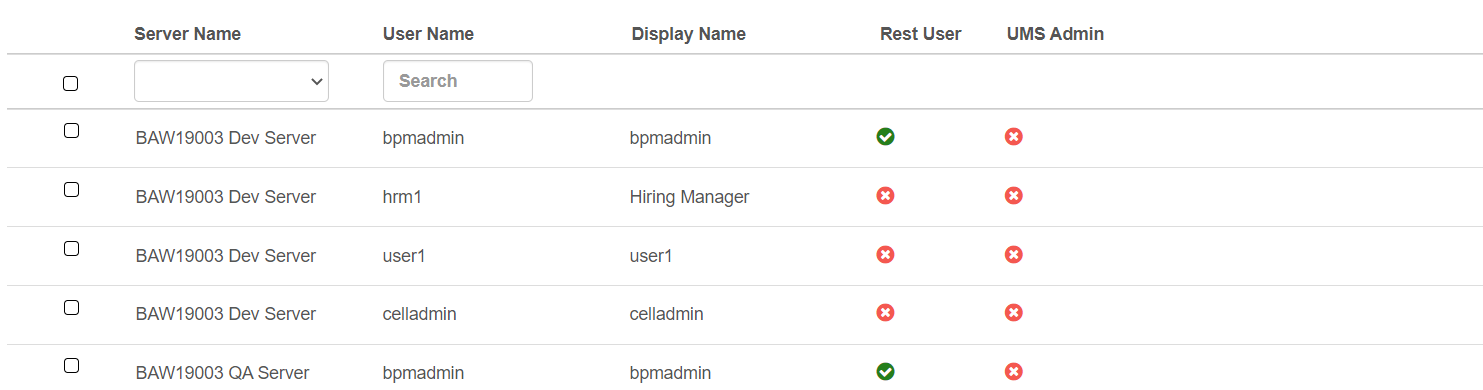 Server Name User Name Display Name Rest User UMS Admin
Search
BAW19003 Dev Server bpmadmin bpmadmin
BAW19003 Dev Server hrm1 Hiring Manager
BAW19003 Dev Server user1 user1
BAW19003 Dev Server celladmin celladmin
BAW19003 QA Server bpmadmin bpmadmin